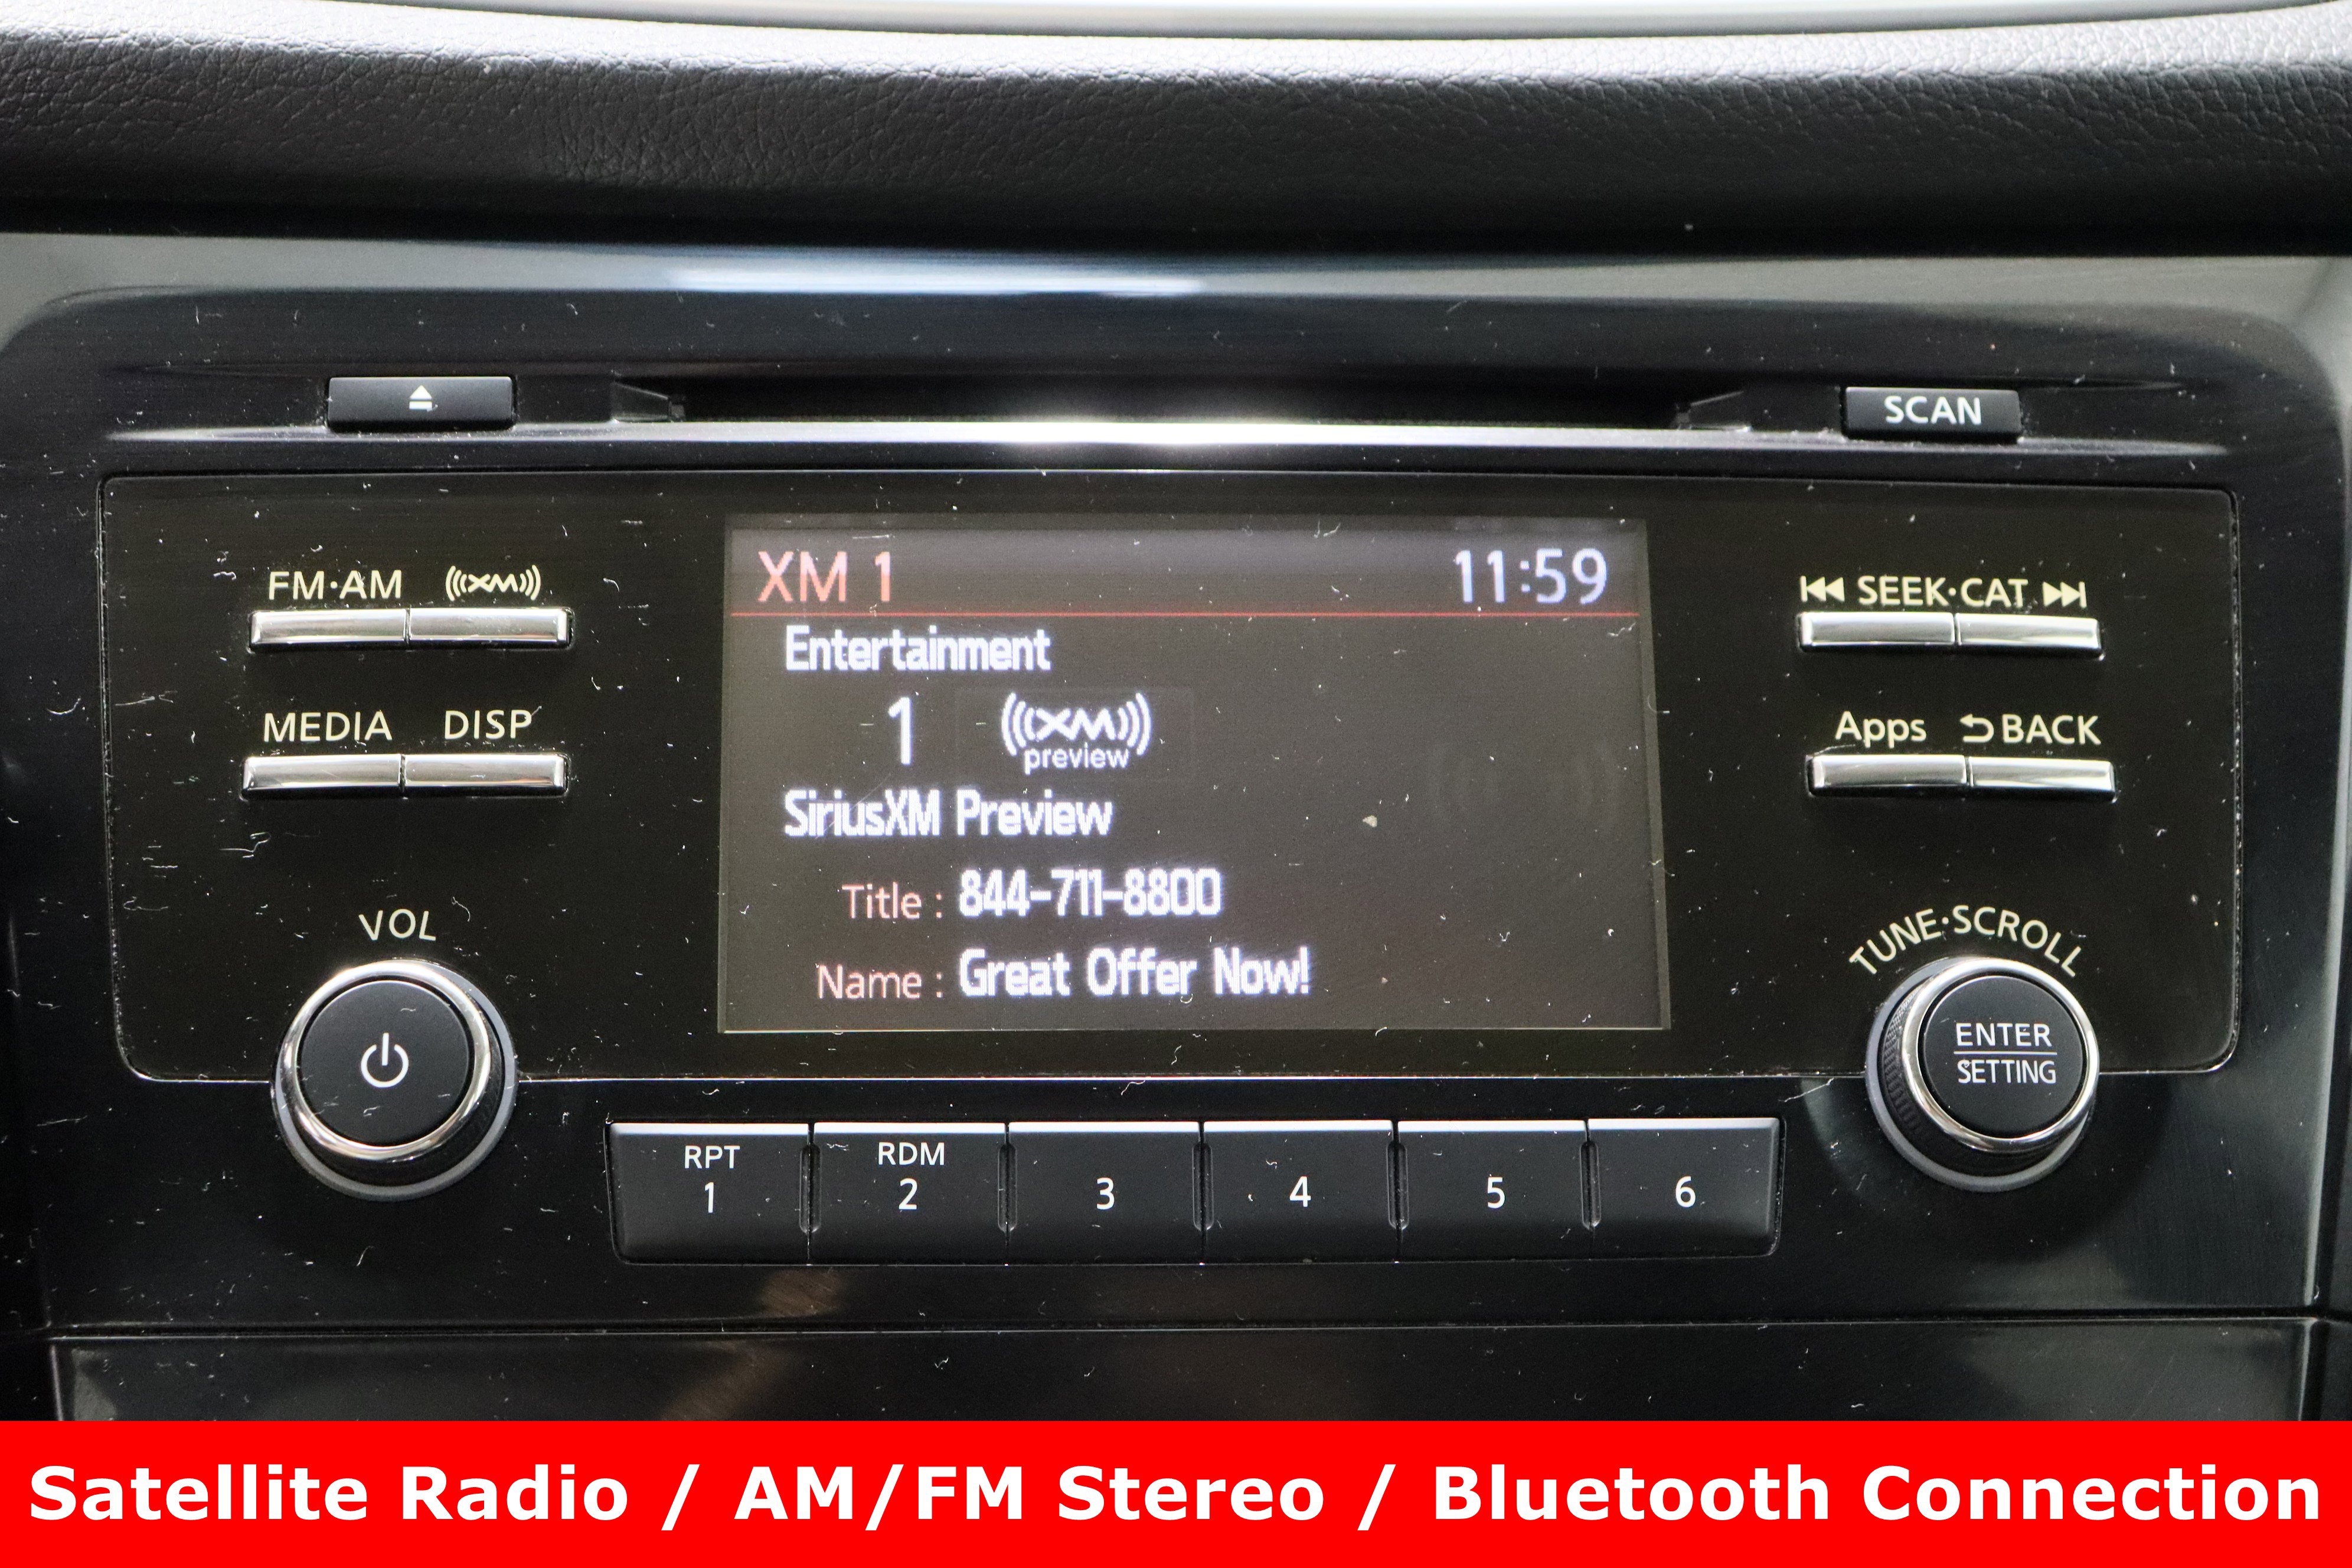 SCAN
FM·AM XM
XM 1 11:59
SEEK·CAT
Entertainment
1 XM
preview
MEDIA DISP
Apps BACK
SiriusXM Preview
Title : 844-711-8800
Name : Great Offer Now!
VOL
TUNE·SCROLL
ENTER
SETTING
RPT RDM
1 2 3 4 5 6
Satellite Radio / AM/FM Stereo / Bluetooth Connection